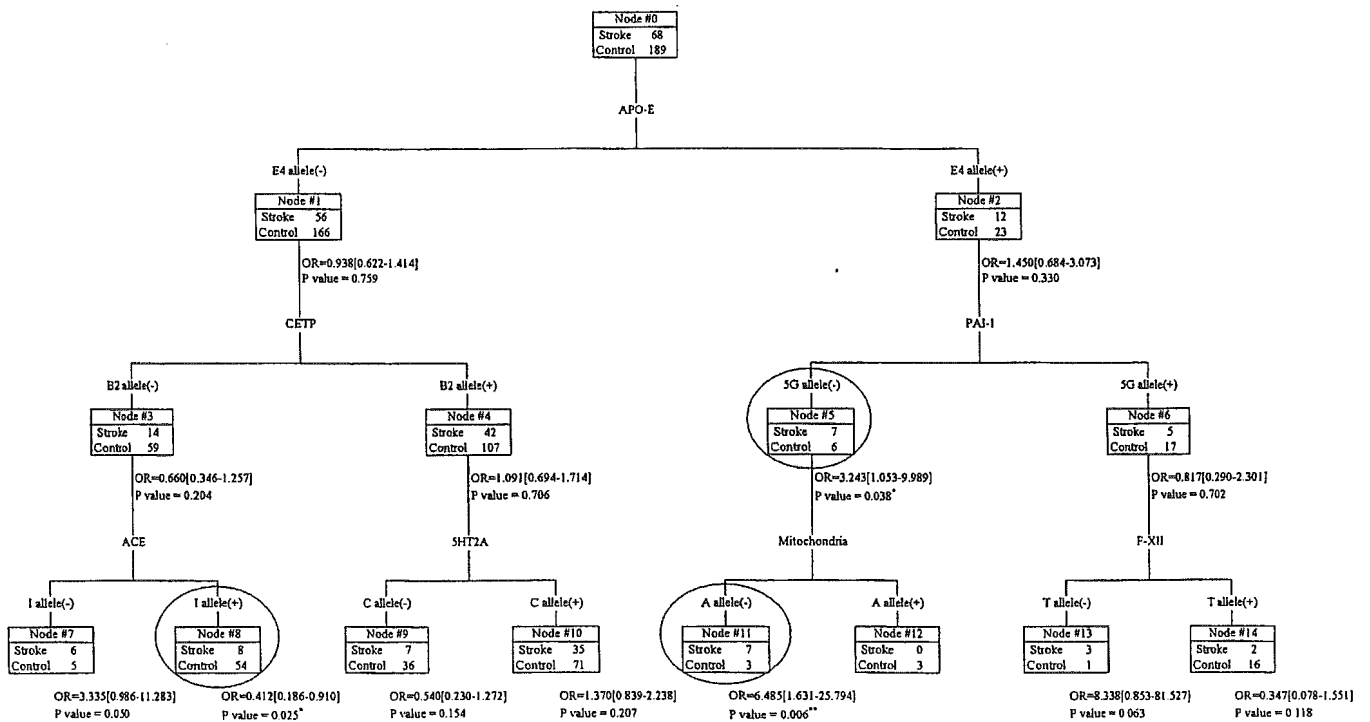 Node #0
Stroke 68
Control 189
APO-E
E4 allele(-)
Node #1
Stroke 56
Control 166
OR=0.938[0.622-1.414]
P value = 0.759
E4 allele(+)
Node #2
Stroke 12
Control 23
OR=1.450[0.684-3.073]
P value = 0.330
CETP
PAI-1
B2 allele(-)
Node #3
Stroke 14
Control 59
OR=0.660[0.346-1.257]
P value = 0.204
B2 allele(+)
Node #4
Stroke 42
Control 107
OR=1.091[0.694-1.714]
P value = 0.706
5G allele(-)
Node #5
Stroke 7
Control 6
OR=3.243[1.053-9.989]
P value = 0.038*
5G allele(+)
Node #6
Stroke 5
Control 17
OR=0.817[0.290-2.301]
P value = 0.702
ACE
5HT2A
Mitochondria
F-XII
I allele(-)
Node #7
Stroke 6
Control 5
OR=3.335[0.986-11.283]
P value = 0.050
I allele(+)
Node #8
Stroke 8
Control 54
OR=0.412[0.186-0.910]
P value = 0.025*
C allele(-)
Node #9
Stroke 7
Control 36
OR=0.540[0.230-1.272]
P value = 0.154
C allele(+)
Node #10
Stroke 35
Control 71
OR=1.370[0.839-2.238]
P value = 0.207
A allele(-)
Node #11
Stroke 7
Control 3
OR=6.485[1.631-25.794]
P value = 0.006**
A allele(+)
Node #12
Stroke 0
Control 3
T allele(-)
Node #13
Stroke 3
Control 1
OR=8.338[0.853-81.527]
P value = 0.063
T allele(+)
Node #14
Stroke 2
Control 16
OR=0.347[0.078-1.551]
P value = 0.118